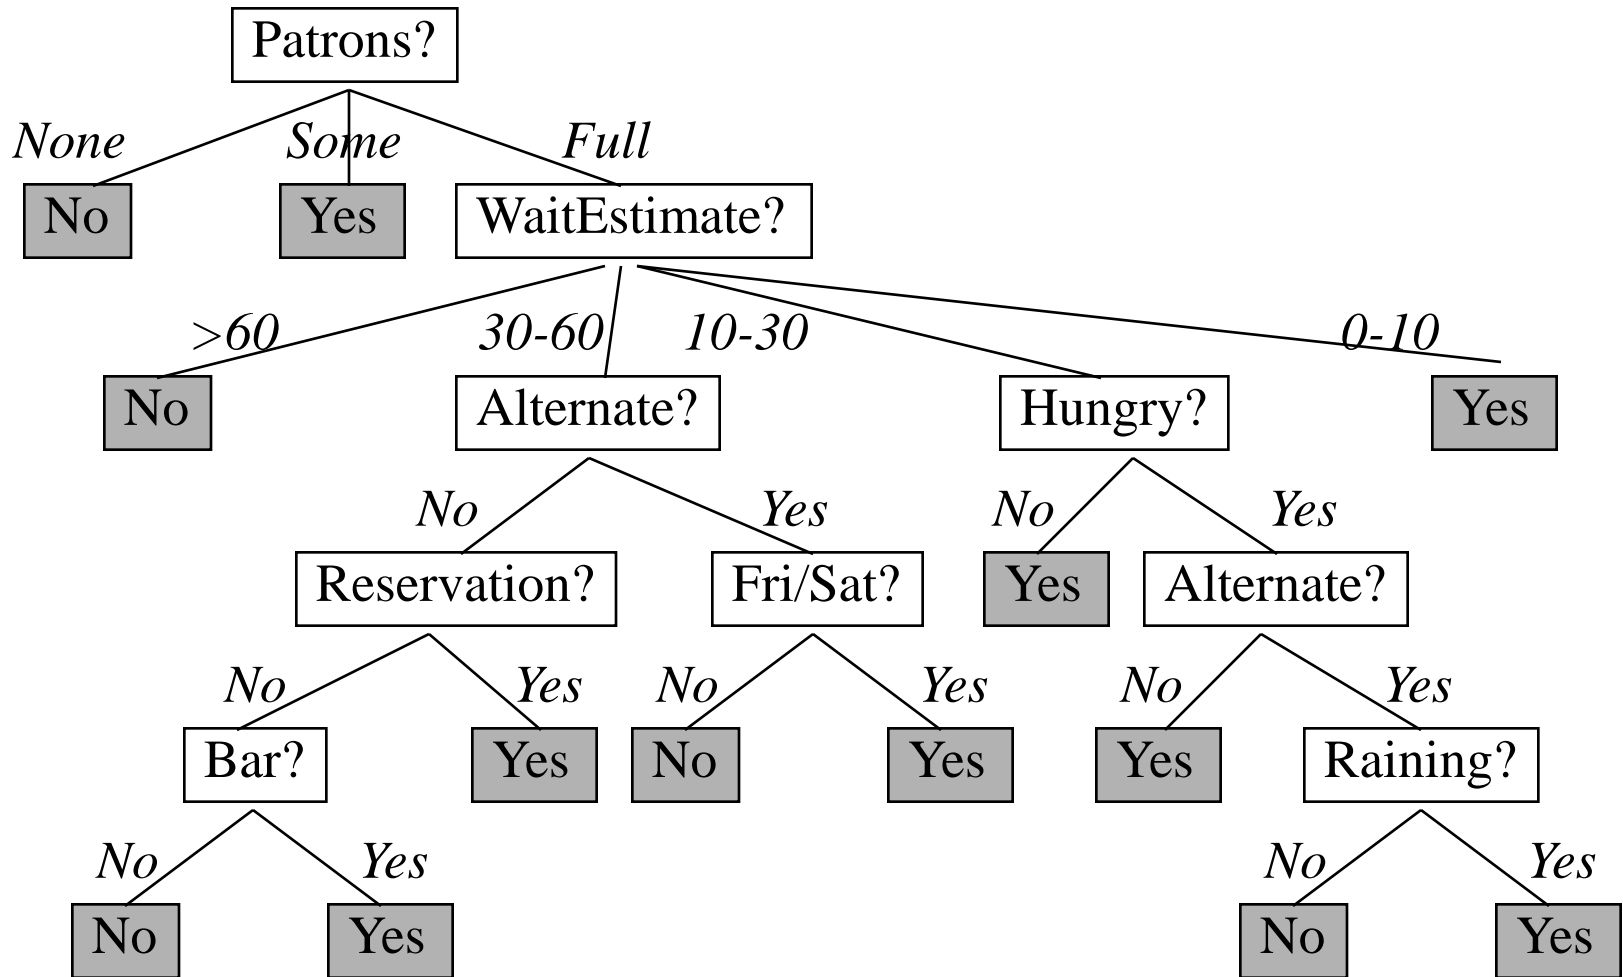 Patrons?
None Some Full
No Yes WaitEstimate?
>60 30-60 10-30 0-10
No Alternate? Hungry? Yes
No Yes No Yes
Reservation? Fri/Sat? Yes Alternate?
No Yes No Yes No Yes
Bar? Yes No Yes Yes Raining?
No Yes No Yes
No Yes No Yes